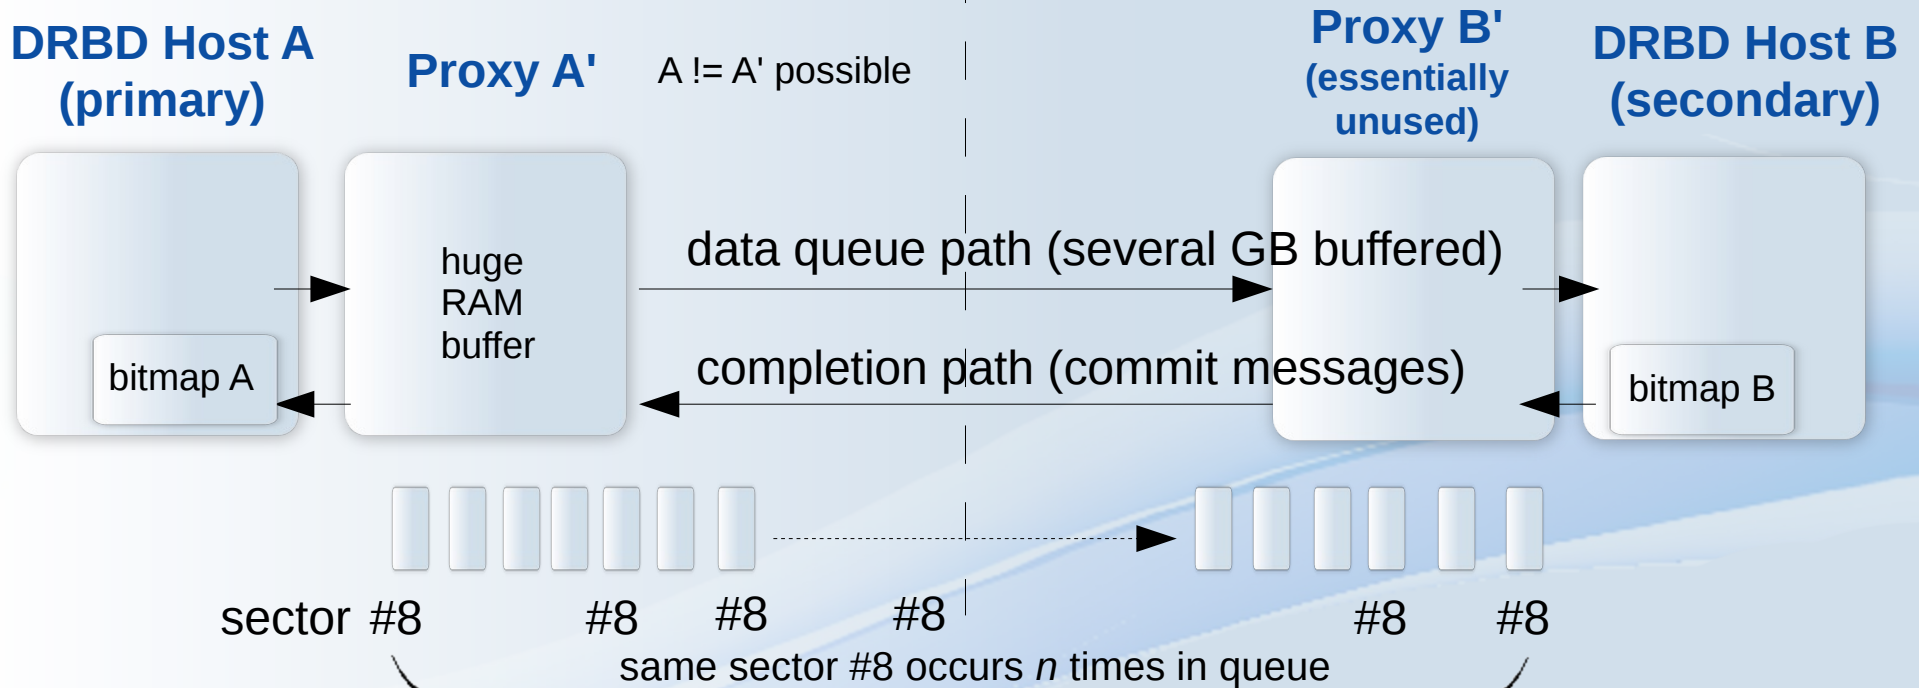 DRBD Host A
(primary)
Proxy A'
A != A' possible
Proxy B'
(essentially
unused)
DRBD Host B
(secondary)
huge
RAM
buffer
data queue path (several GB buffered)
completion path (commit messages)
bitmap A
bitmap B
sector #8 #8 #8 #8 #8 #8
same sector #8 occurs n times in queue